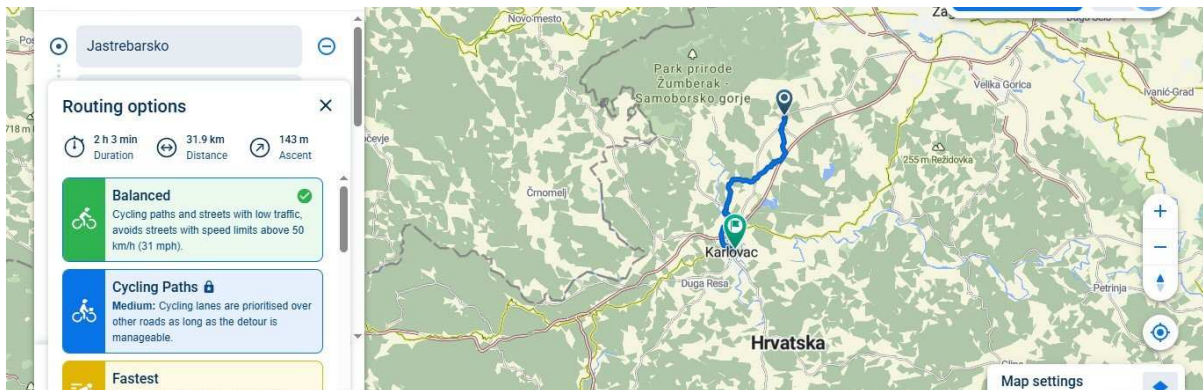 Jastrebarsko
Routing options
2 h 3 min
Duration
31.9 km
Distance
143 m
Ascent
Balanced
Cycling paths and streets with low traffic,
avoids streets with speed limits above 50
km/h (31 mph).
Cycling Paths
Medium: Cycling lanes are prioritised over
other roads as long as the detour is
manageable.
Fastest
718 m
Novo mesto
Park prirode
Žumberak -
Samoborsko gorje
Velika Gorica
Ivanić-Grad
255 m Režidovka
Črnomelj
Karlovac
Duga Resa
Petrinja
Hrvatska
Map settings